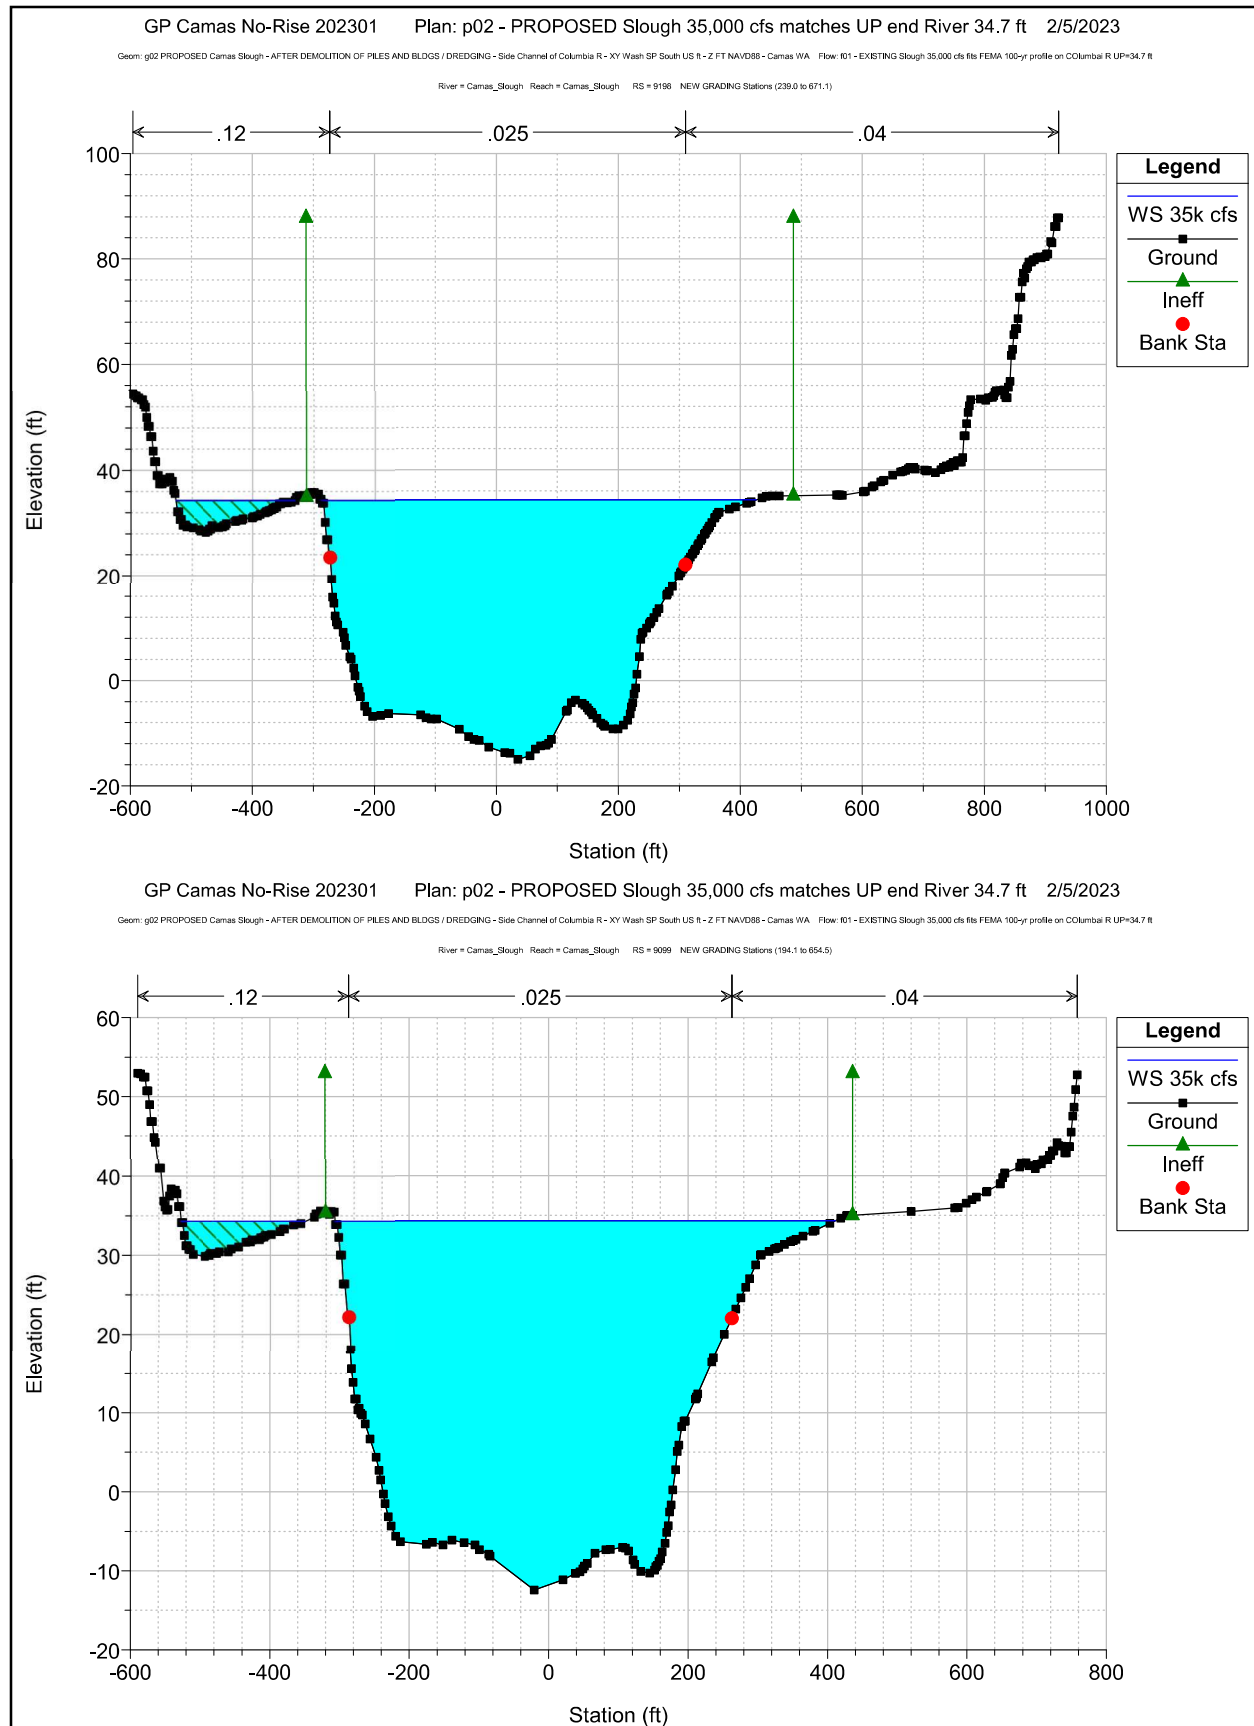 GP Camas No-Rise 202301 Plan: p02 - PROPOSED Slough 35,000 cfs matches UP end River 34.7 ft 2/5/2023
Geom: g02 PROPOSED Camas Slough - AFTER DEMOLITION OF PILES AND BLDGS / DREDGING - Side Channel of Columbia R - XY Wash SP South US ft - Z FT NAVD88 - Camas WA Flow: f01 - EXISTING Slough 35,000 cfs fits FEMA 100-yr profile on COlumbai R UP=34.7 ft
River = Camas_Slough Reach = Camas_Slough RS = 9198 NEW GRADING Stations (239.0 to 671.1)
.12 .025 .04
100
80
60
40
20
0
-20
Elevation (ft)
-600 -400 -200 0 200 400 600 800 1000
Station (ft)
Legend
WS 35k cfs
Ground
Ineff
Bank Sta
GP Camas No-Rise 202301 Plan: p02 - PROPOSED Slough 35,000 cfs matches UP end River 34.7 ft 2/5/2023
Geom: g02 PROPOSED Camas Slough - AFTER DEMOLITION OF PILES AND BLDGS / DREDGING - Side Channel of Columbia R - XY Wash SP South US ft - Z FT NAVD88 - Camas WA Flow: f01 - EXISTING Slough 35,000 cfs fits FEMA 100-yr profile on COlumbai R UP=34.7 ft
River = Camas_Slough Reach = Camas_Slough RS = 9099 NEW GRADING Stations (194.1 to 654.5)
.12 .025 .04
60
50
40
30
20
10
0
-10
-20
Elevation (ft)
-600 -400 -200 0 200 400 600 800
Station (ft)
Legend
WS 35k cfs
Ground
Ineff
Bank Sta